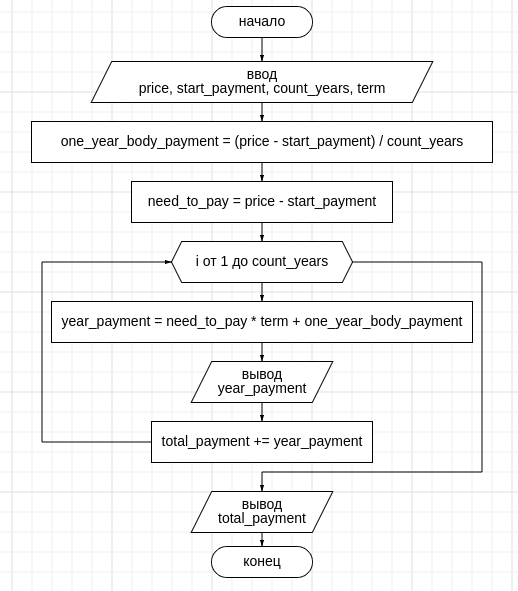 начало
ввод
price, start_payment, count_years, term
one_year_body_payment = (price - start_payment) / count_years
need_to_pay = price - start_payment
i от 1 до count_years
year_payment = need_to_pay * term + one_year_body_payment
вывод
year_payment
total_payment += year_payment
вывод
total_payment
конец